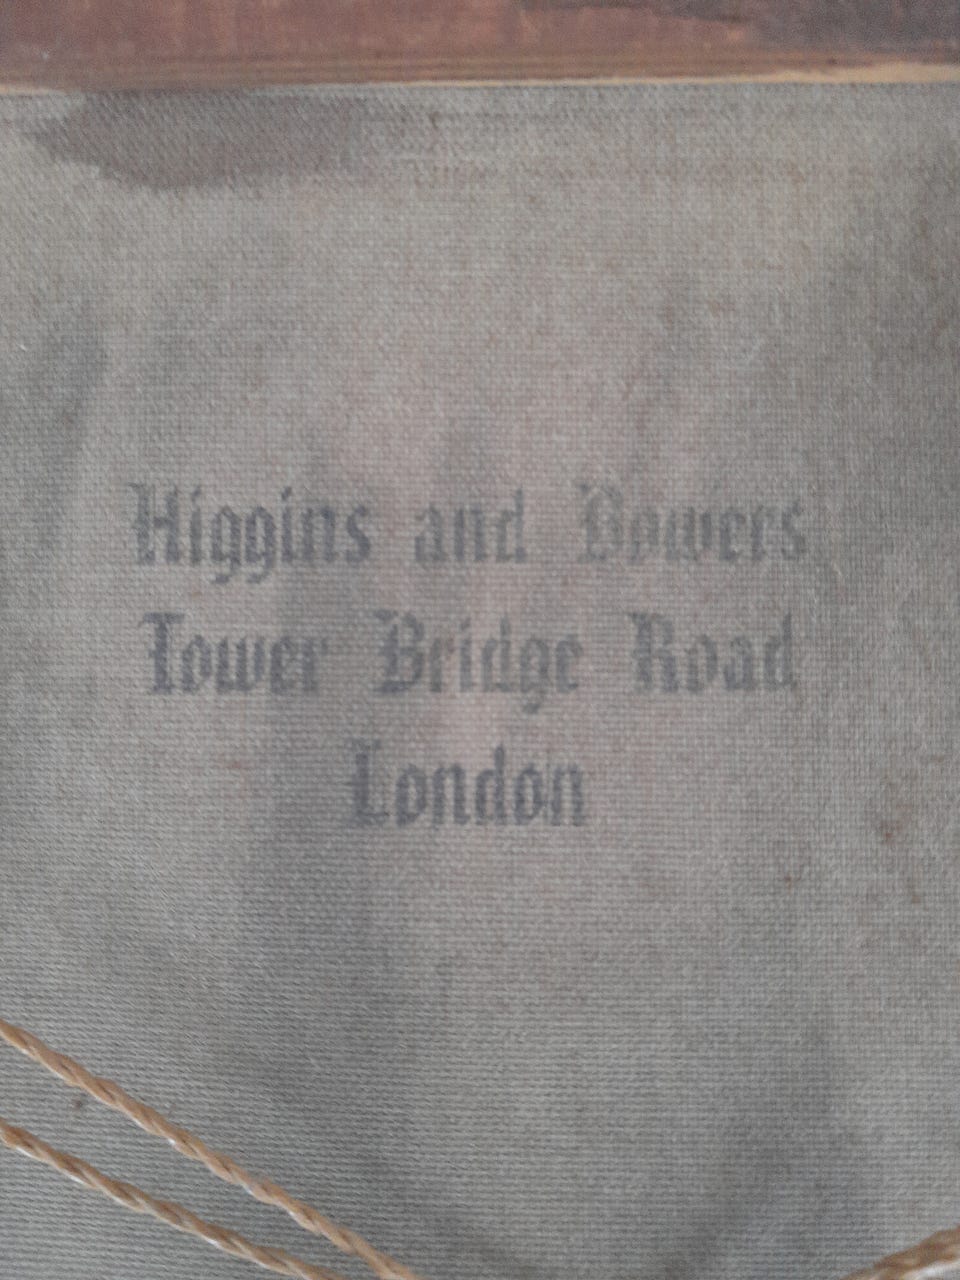 Higgins and Bowers
Tower Bridge Road
London